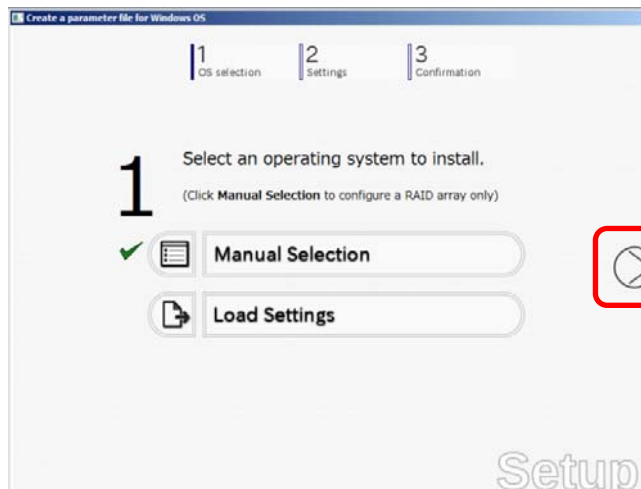 Create a parameter file for Windows OS
1
OS selection
2
Settings
3
Confirmation
1
Select an operating system to install.
(Click Manual Selection to configure a RAID array only)
Manual Selection
Load Settings
Setup